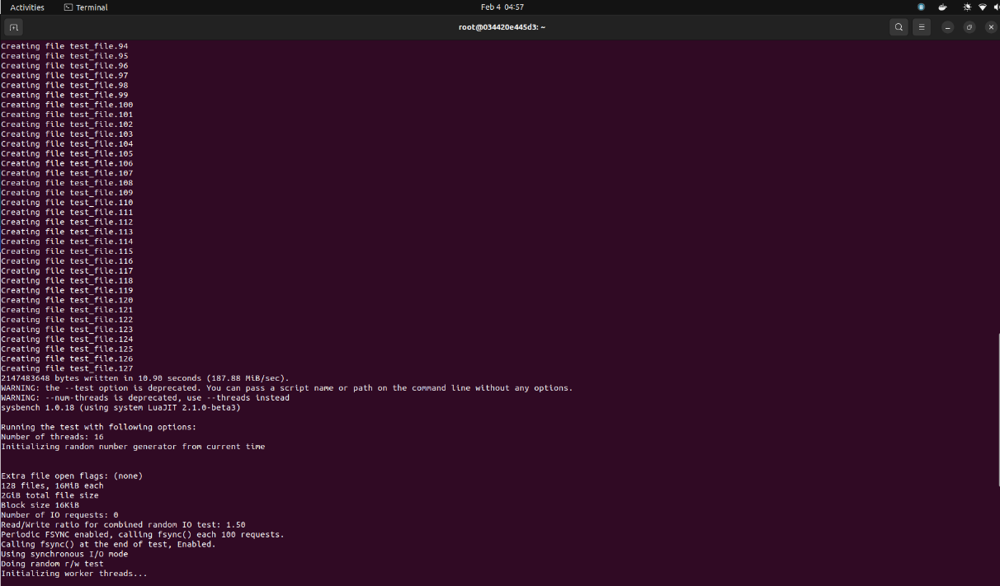 Activities
Terminal
Feb 4 04:57
root@034420e445d3: ~
Creating file test_file.94
Creating file test_file.95
Creating file test_file.96
Creating file test_file.97
Creating file test_file.98
Creating file test_file.99
Creating file test_file.100
Creating file test_file.101
Creating file test_file.102
Creating file test_file.103
Creating file test_file.104
Creating file test_file.105
Creating file test_file.106
Creating file test_file.107
Creating file test_file.108
Creating file test_file.109
Creating file test_file.110
Creating file test_file.111
Creating file test_file.112
Creating file test_file.113
Creating file test_file.114
Creating file test_file.115
Creating file test_file.116
Creating file test_file.117
Creating file test_file.118
Creating file test_file.119
Creating file test_file.120
Creating file test_file.121
Creating file test_file.122
Creating file test_file.123
Creating file test_file.124
Creating file test_file.125
Creating file test_file.126
Creating file test_file.127
2147483648 bytes written in 10.90 seconds (187.88 MiB/sec).
WARNING: the --test option is deprecated. You can pass a script name or path on the command line without any options.
WARNING: --num-threads is deprecated, use --threads instead
sysbench 1.0.18 (using system LuaJIT 2.1.0-beta3)
Running the test with following options:
Number of threads: 16
Initializing random number generator from current time
Extra file open flags: (none)
128 files, 16MiB each
2GiB total file size
Block size 16KiB
Number of IO requests: 0
Read/Write ratio for combined random IO test: 1.50
Periodic FSYNC enabled, calling fsync() each 100 requests.
Calling fsync() at the end of test, Enabled.
Using synchronous I/O mode
Doing random r/w test
Initializing worker threads...